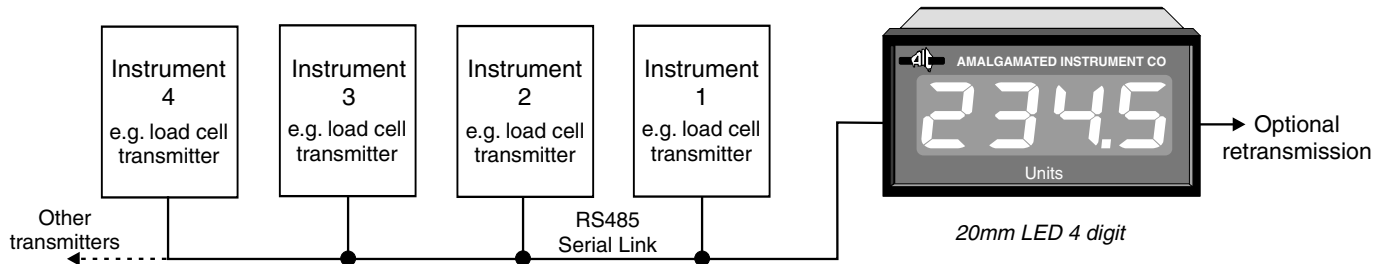 Instrument
4
e.g. load cell
transmitter
Instrument
3
e.g. load cell
transmitter
Instrument
2
e.g. load cell
transmitter
Instrument
1
e.g. load cell
transmitter
AIC AMALGAMATED INSTRUMENT CO
234.5
Units
Optional
retransmission
Other
transmitters
RS485
Serial Link
20mm LED 4 digit